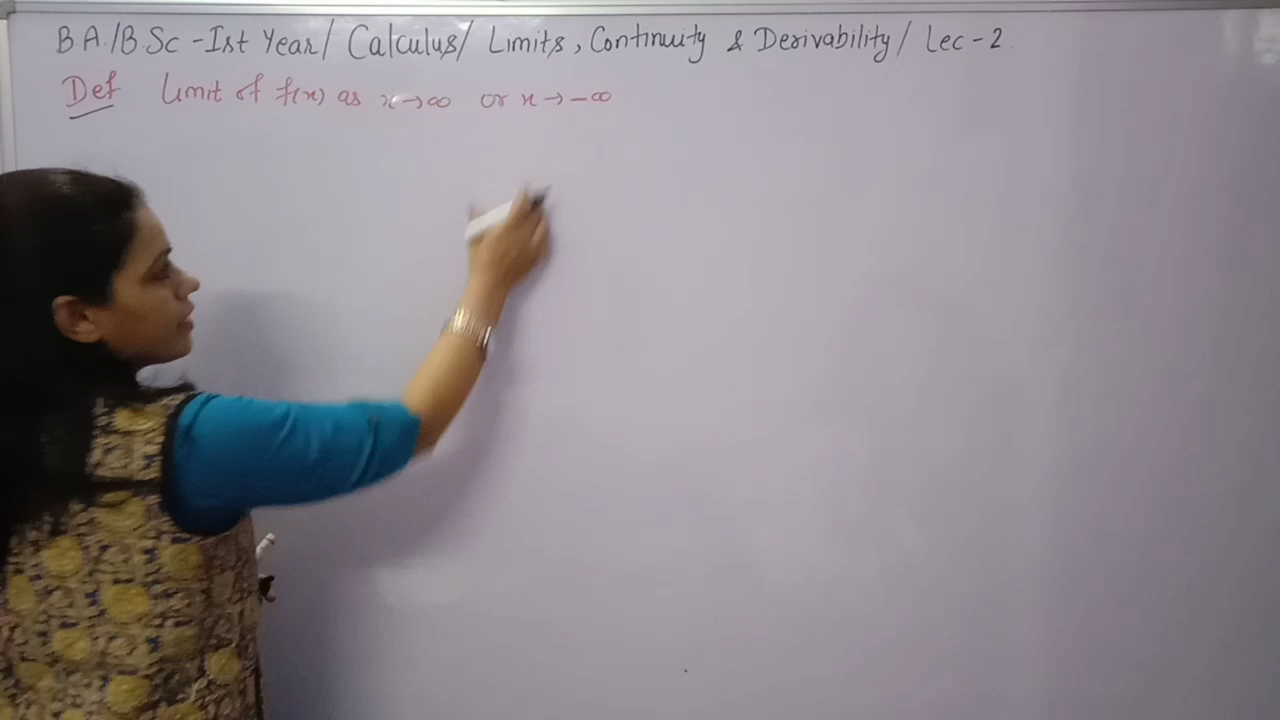 B.A./B.Sc - Ist Year/ Calculus/ Limits, Continuity & Derivability/ Lec-2
Def Limit of f(x) as x→∞ or x→-∞